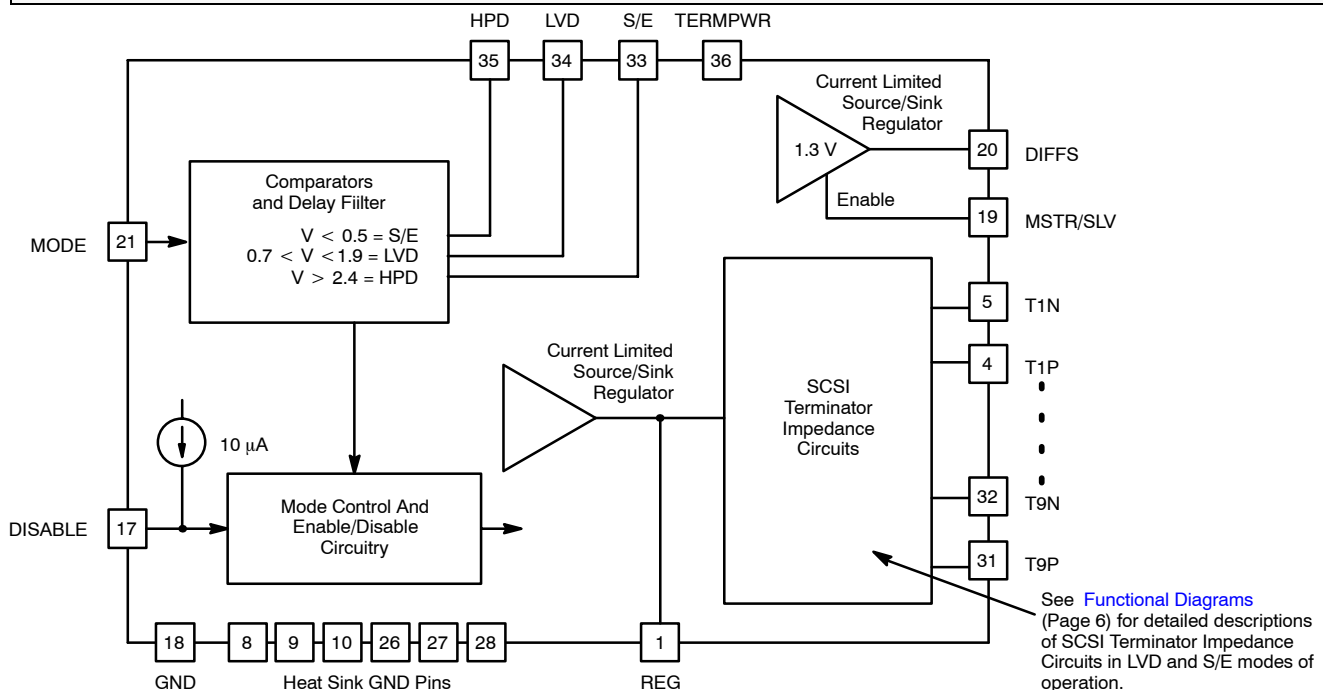 HPD LVD S/E TERMPWR
35 34 33 36
Current Limited
Source/Sink
Regulator
1.3 V
20 DIFFS
Enable
19 MSTR/SLV
Comparators
and Delay Fiilter
V < 0.5 = S/E
0.7 < V <1.9 = LVD
V > 2.4 = HPD
MODE 21
5 T1N
4 T1P
Current Limited
Source/Sink
Regulator
SCSI
Terminator
Impedance
Circuits
10 μA
32 T9N
31 T9P
DISABLE 17
Mode Control And
Enable/Disable
Circuitry
See Functional Diagrams
(Page 6) for detailed descriptions
of SCSI Terminator Impedance
Circuits in LVD and S/E modes of
operation.
18 8 9 10 26 27 28 1
GND Heat Sink GND Pins REG